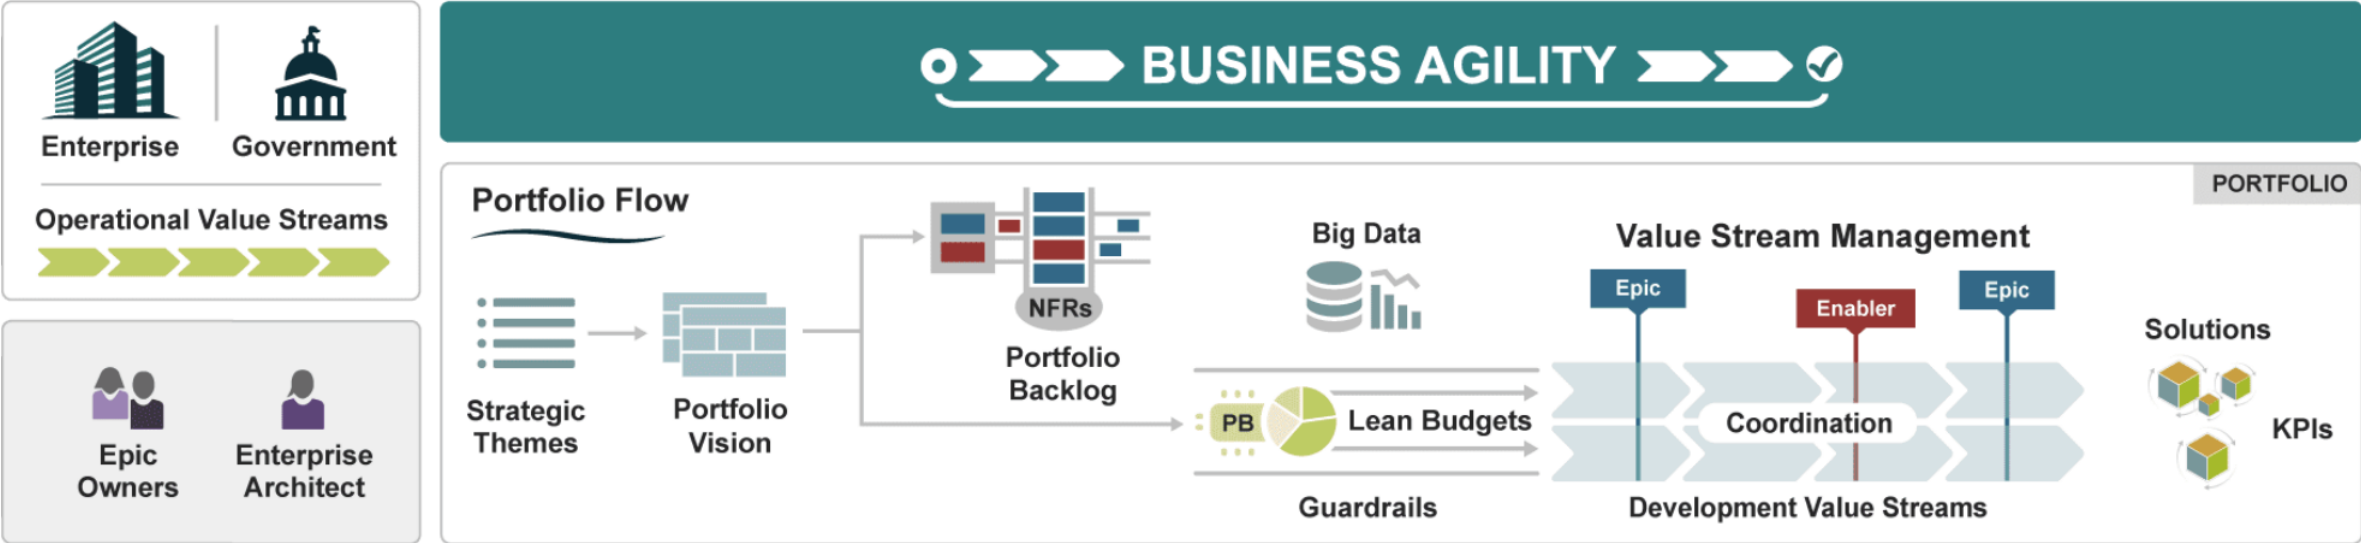 Enterprise
Government
Operational Value Streams
Epic
Owners
Enterprise
Architect
BUSINESS AGILITY
PORTFOLIO
Portfolio Flow
Strategic
Themes
Portfolio
Vision
NFRs
Portfolio
Backlog
Big Data
PB
Lean Budgets
Guardrails
Value Stream Management
Epic
Enabler
Epic
Coordination
Development Value Streams
Solutions
KPIs